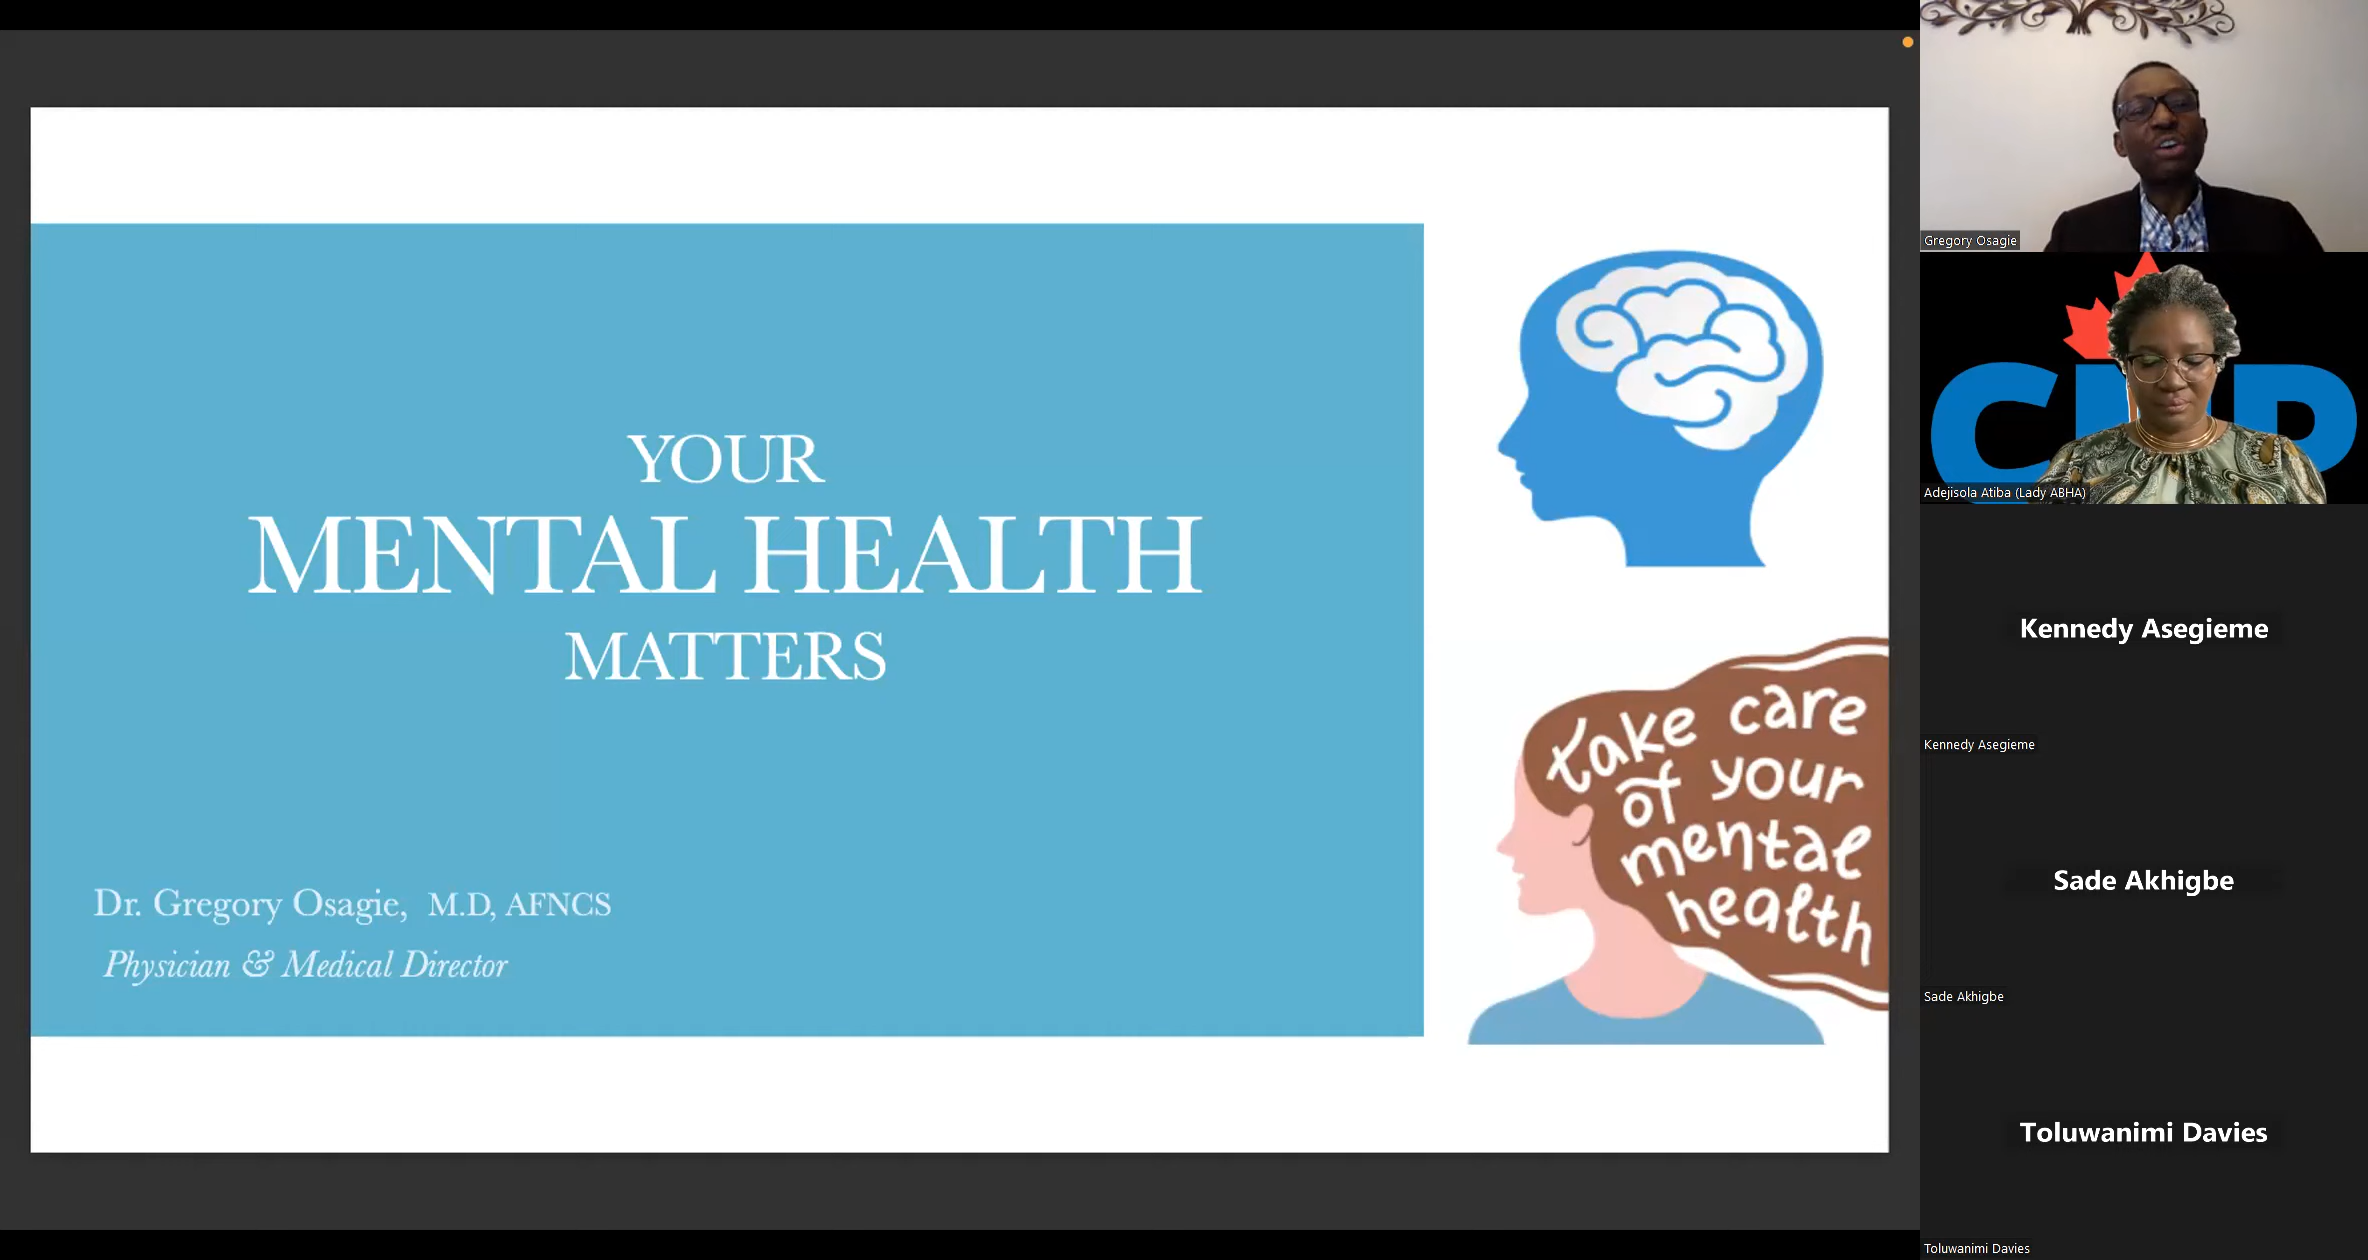 YOUR
MENTAL HEALTH
MATTERS
Dr. Gregory Osagie, M.D, AFNCS
Physician & Medical Director
take care
of your
mental
health
Gregory Osagie
Adejisola Atiba (Lady ABHA)
Kennedy Asegieme
Kennedy Asegieme
Sade Akhigbe
Sade Akhigbe
Toluwanimi Davies
Toluwanimi Davies